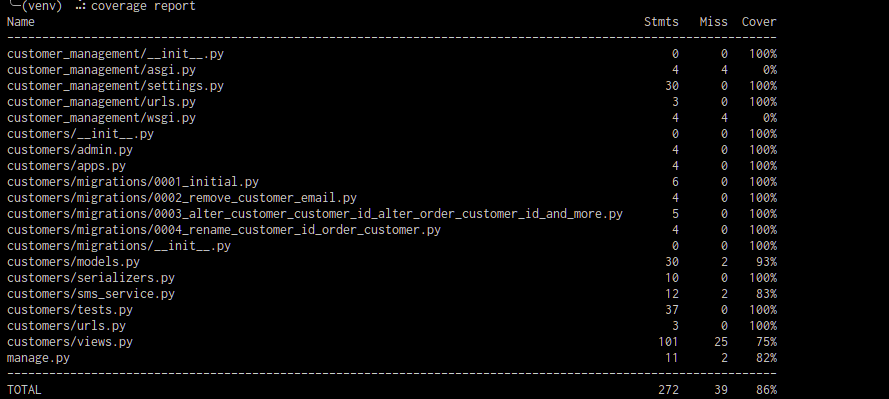 ╰─(venv) ⠭ coverage report
Name                                                                                      Stmts   Miss  Cover
-------------------------------------------------------------------------------------------------------------
customer_management/__init__.py                                                               0      0   100%
customer_management/asgi.py                                                                   4      4     0%
customer_management/settings.py                                                              30      0   100%
customer_management/urls.py                                                                   3      0   100%
customer_management/wsgi.py                                                                   4      4     0%
customers/__init__.py                                                                         0      0   100%
customers/admin.py                                                                            4      0   100%
customers/apps.py                                                                             4      0   100%
customers/migrations/0001_initial.py                                                          6      0   100%
customers/migrations/0002_remove_customer_email.py                                            4      0   100%
customers/migrations/0003_alter_customer_customer_id_alter_order_customer_id_and_more.py      5      0   100%
customers/migrations/0004_rename_customer_id_order_customer.py                                4      0   100%
customers/migrations/__init__.py                                                              0      0   100%
customers/models.py                                                                          30      2    93%
customers/serializers.py                                                                     10      0   100%
customers/sms_service.py                                                                     12      2    83%
customers/tests.py                                                                           37      0   100%
customers/urls.py                                                                             3      0   100%
customers/views.py                                                                          101     25    75%
manage.py                                                                                    11      2    82%
-------------------------------------------------------------------------------------------------------------
TOTAL                                                                                       272     39    86%